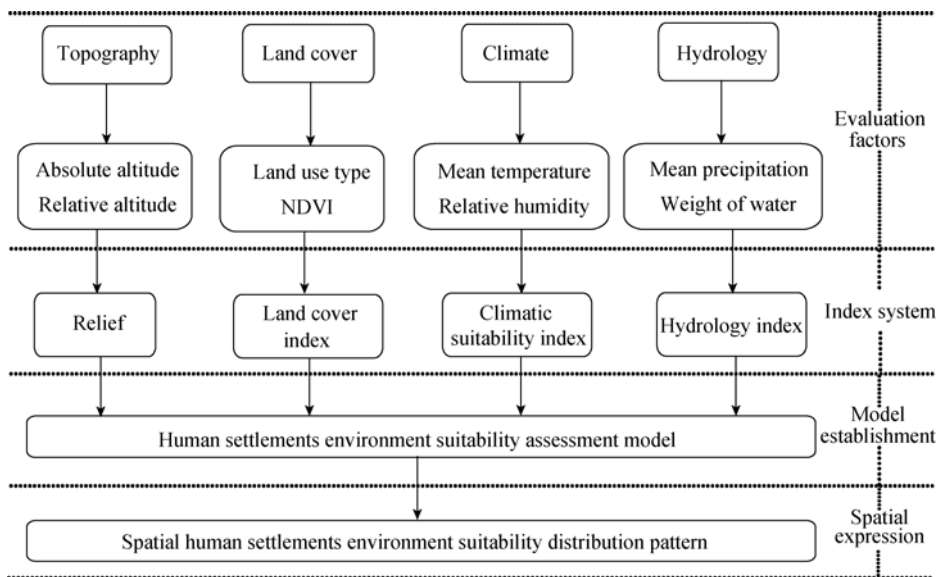 Topography
Land cover
Climate
Hydrology
Evaluation
factors
Absolute altitude
Relative altitude
Land use type
NDVI
Mean temperature
Relative humidity
Mean precipitation
Weight of water
Relief
Land cover
index
Climatic
suitability index
Hydrology index
Index system
Human settlements environment suitability assessment model
Model
establishment
Spatial human settlements environment suitability distribution pattern
Spatial
expression